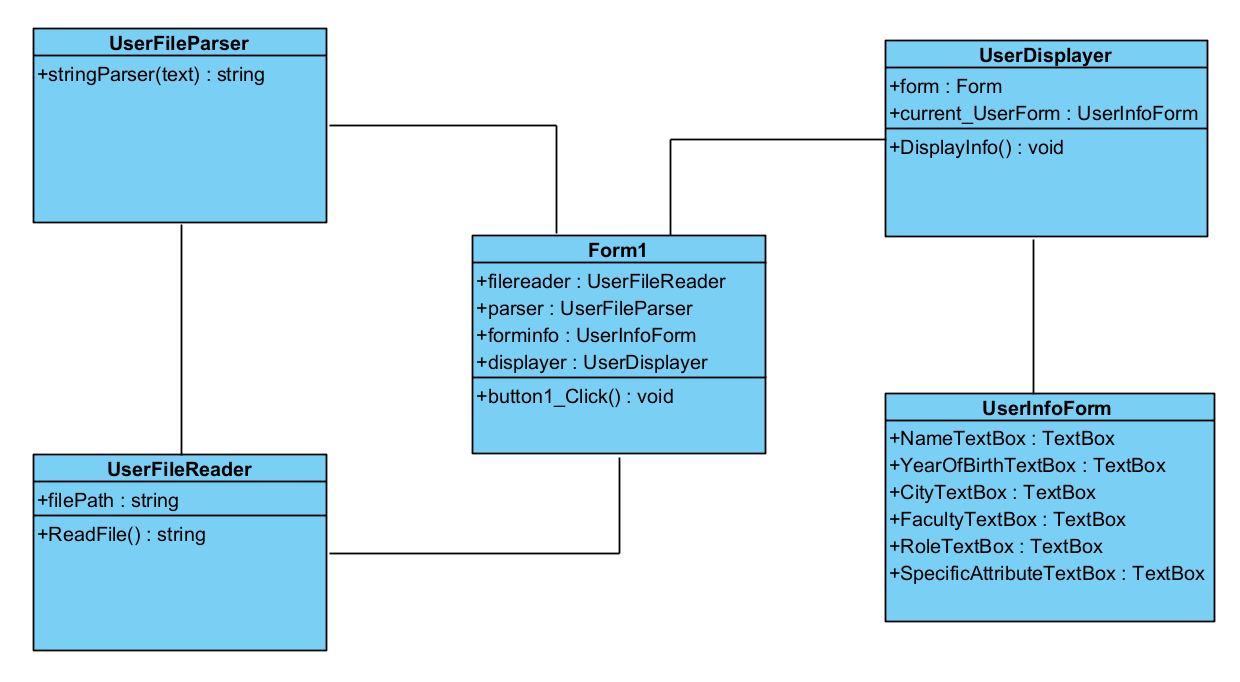 UserFileParser
+stringParser(text) : string
UserDisplayer
+form : Form
+current_UserForm : UserInfoForm
+DisplayInfo() : void
Form1
+filereader : UserFileReader
+parser : UserFileParser
+forminfo : UserInfoForm
+displayer : UserDisplayer
+button1_Click() : void
UserFileReader
+filePath : string
+ReadFile() : string
UserInfoForm
+NameTextBox : TextBox
+YearOfBirthTextBox : TextBox
+CityTextBox : TextBox
+FacultyTextBox : TextBox
+RoleTextBox : TextBox
+SpecificAttributeTextBox : TextBox